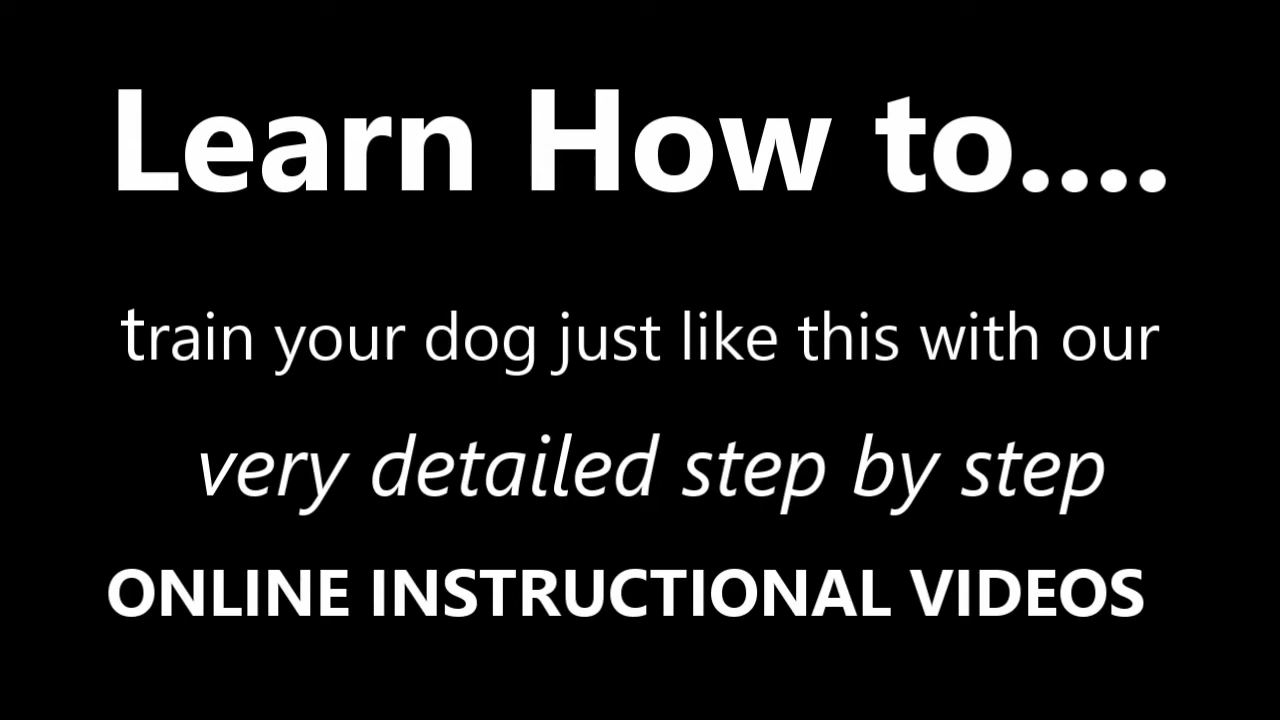 Learn How to....
train your dog just like this with our
very detailed step by step
ONLINE INSTRUCTIONAL VIDEOS